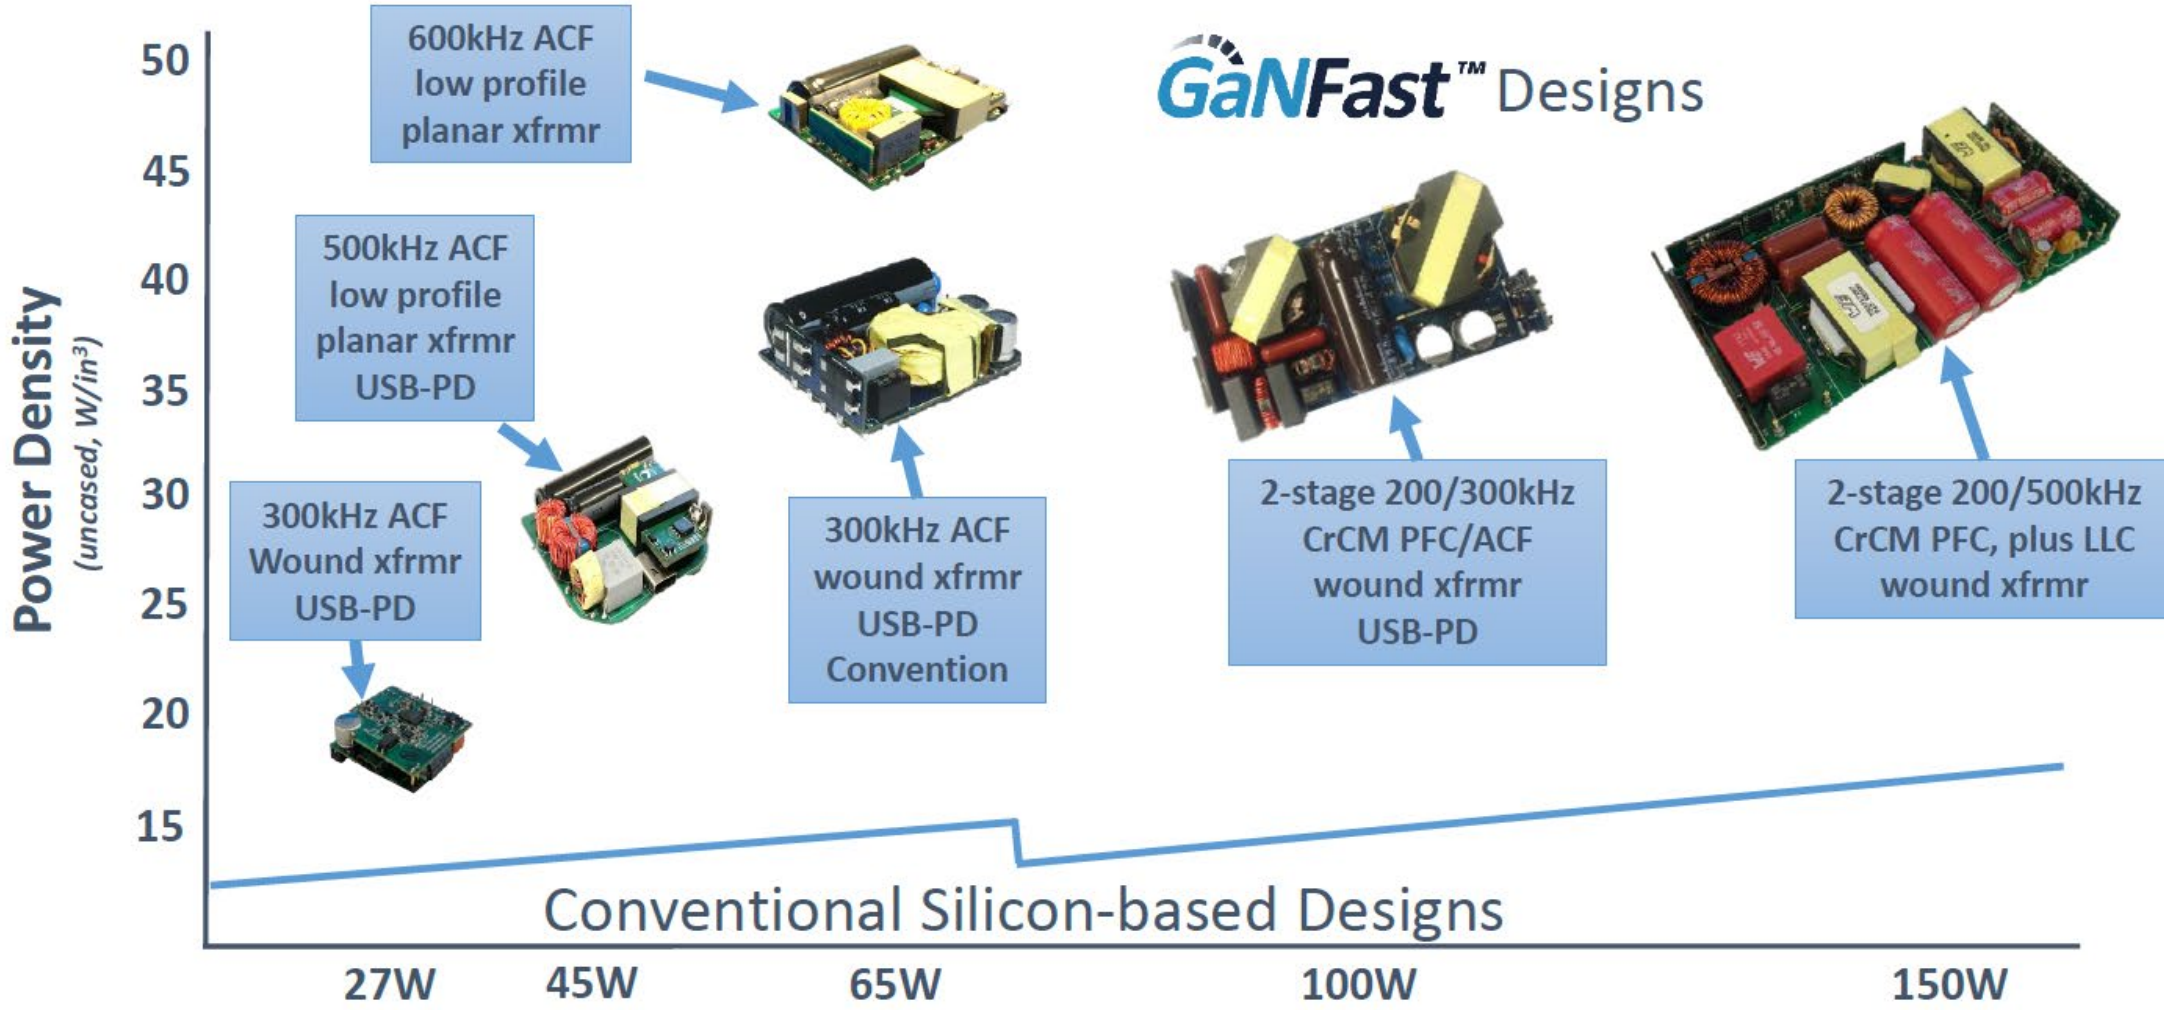 50
45
40
35
30
25
20
15
Power Density
(uncased, W/in³)
600kHz ACF
low profile
planar xfrmr
GaNFast™ Designs
500kHz ACF
low profile
planar xfrmr
USB-PD
300kHz ACF
Wound xfrmr
USB-PD
300kHz ACF
wound xfrmr
USB-PD
Convention
2-stage 200/300kHz
CrCM PFC/ACF
wound xfrmr
USB-PD
2-stage 200/500kHz
CrCM PFC, plus LLC
wound xfrmr
Conventional Silicon-based Designs
27W
45W
65W
100W
150W